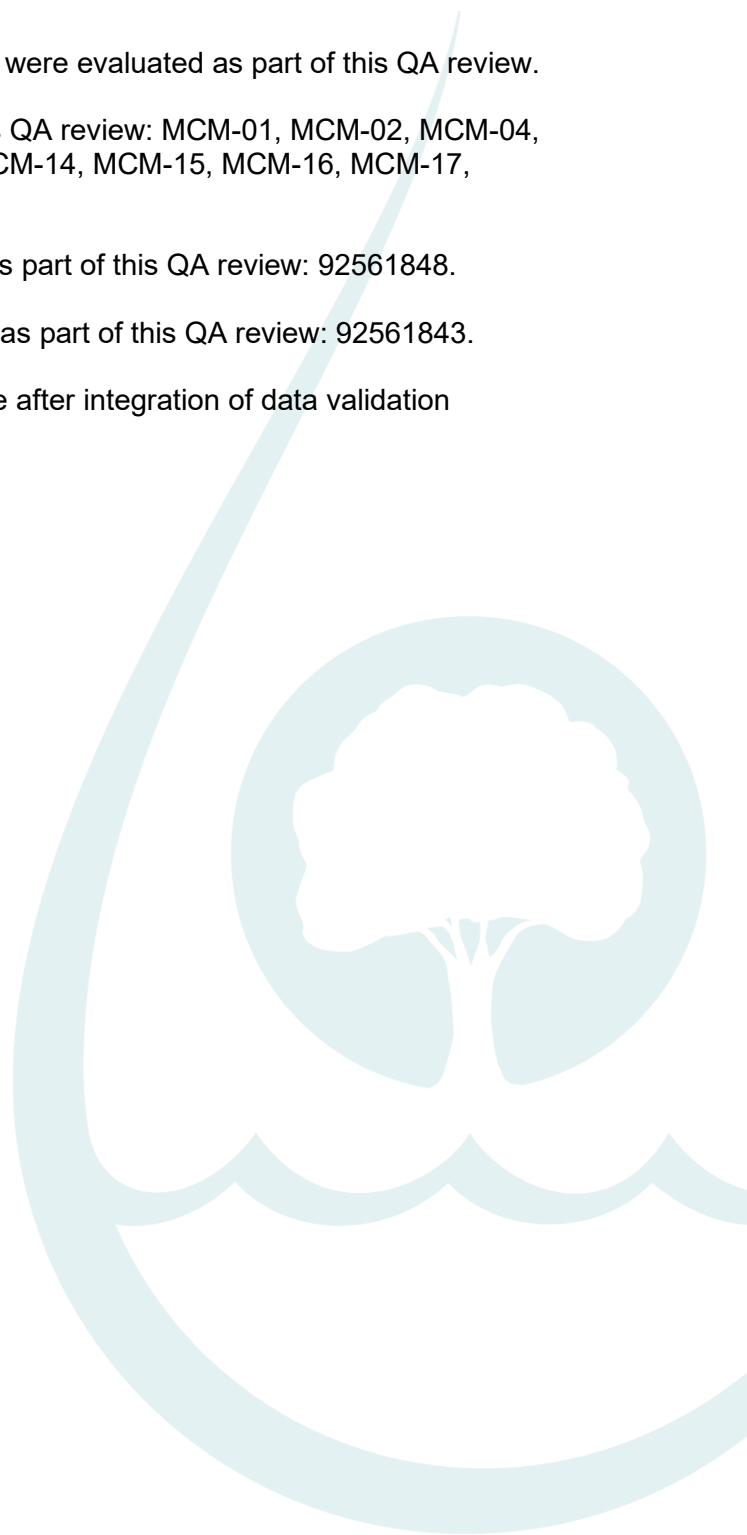 were evaluated as part of this QA review.
QA review: MCM-01, MCM-02, MCM-04,
CM-14, MCM-15, MCM-16, MCM-17,
s part of this QA review: 92561848.
as part of this QA review: 92561843.
after integration of data validation